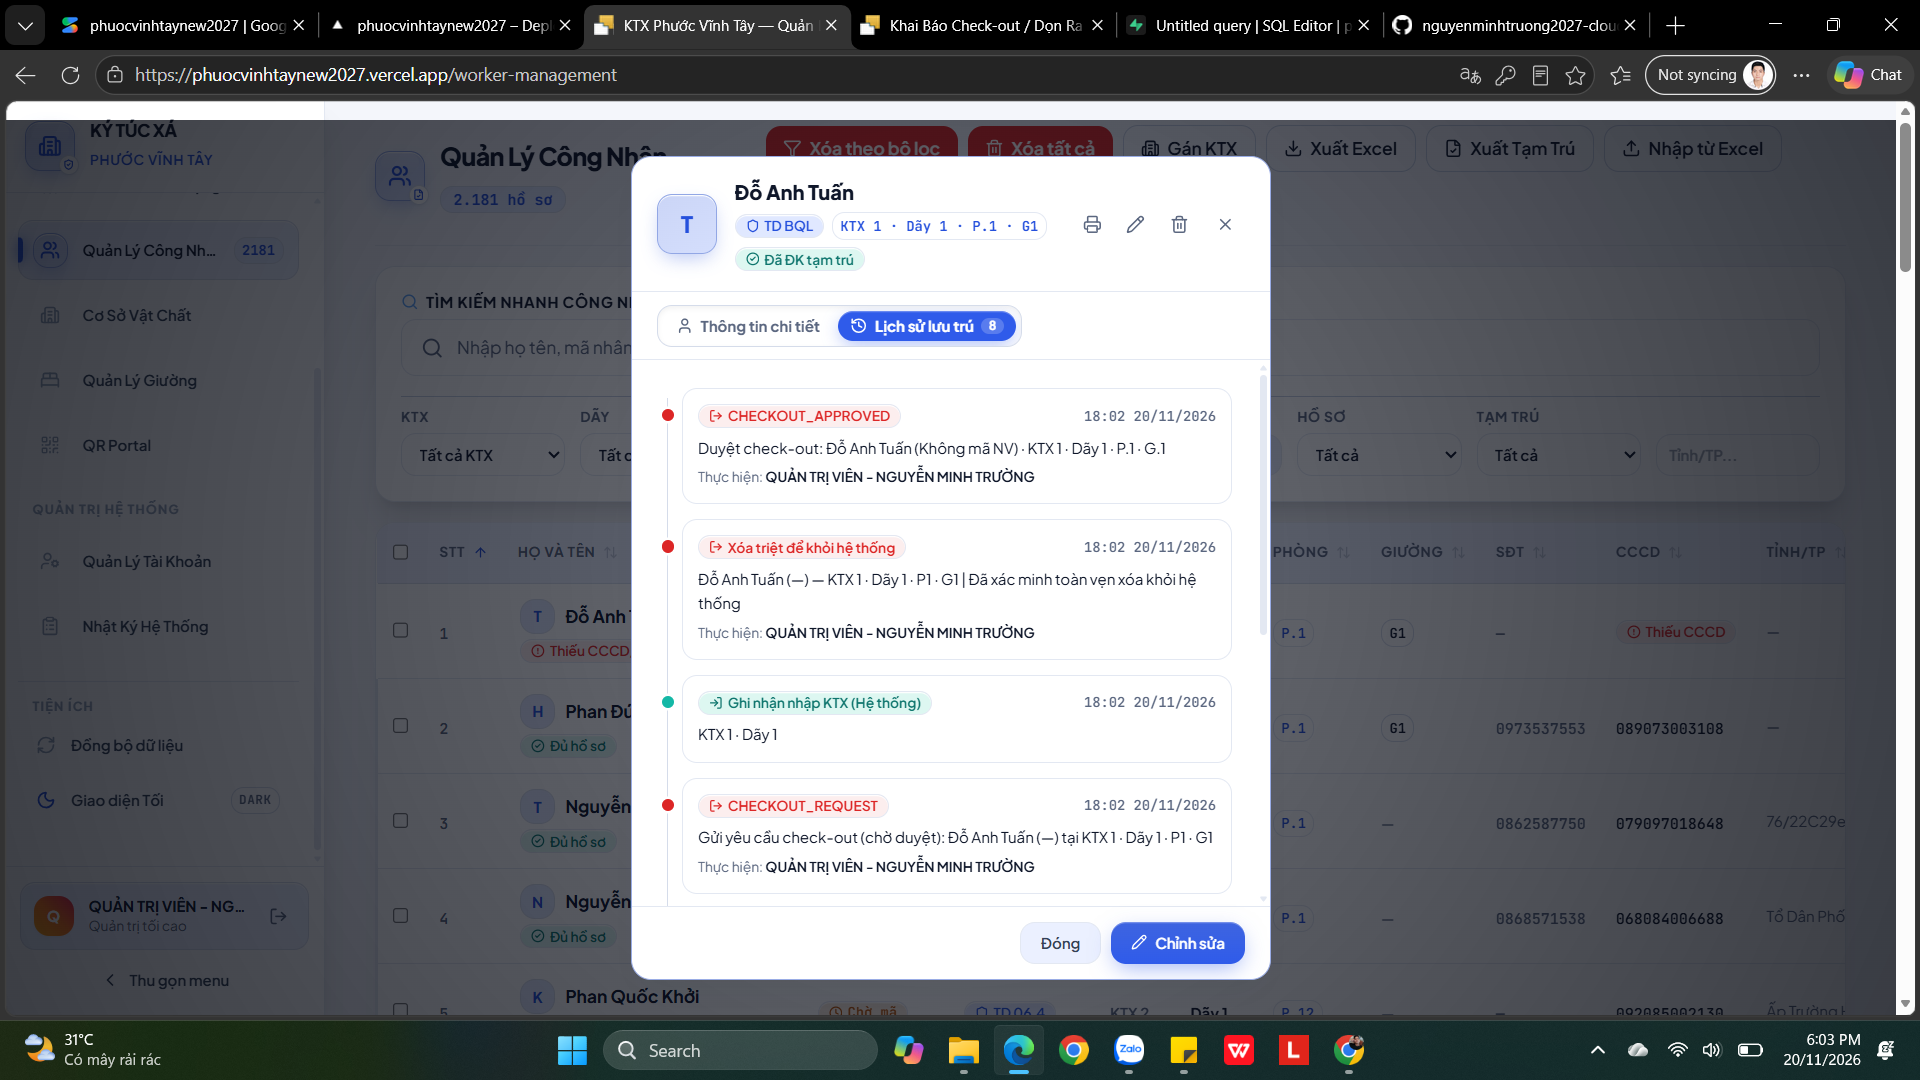 phuocvinhtaynew2027 | Goog
phuocvinhtaynew2027 – Depl
KTX Phước Vĩnh Tây — Quản
Khai Báo Check-out / Dọn Ra
Untitled query | SQL Editor | p
nguyenminhtruong2027-clou
https://phuocvinhtaynew2027.vercel.app/worker-management
Not syncing
Chat
KÝ TÚC XÁ
PHƯỚC VĨNH TÂY
Quản Lý Công Nh... 2181
Cơ Sở Vật Chất
Quản Lý Giường
QR Portal
QUẢN TRỊ HỆ THỐNG
Quản Lý Tài Khoản
Nhật Ký Hệ Thống
TIỆN ÍCH
Đồng bộ dữ liệu
Giao diện Tối DARK
Q
QUẢN TRỊ VIÊN - NG...
Quản trị tối cao
Thu gọn menu
Quản Lý Công Nhân
2.181 hồ sơ
Xóa theo bộ lọc
Xóa tất cả
Gán KTX
Xuất Excel
Xuất Tạm Trú
Nhập từ Excel
TÌM KIẾM NHANH CÔNG N
Nhập họ tên, mã nhân
KTX
DÃY
HỒ SƠ
TẠM TRÚ
Tất cả KTX
Tất c
Tất cả
Tất cả
Tỉnh/TP...
STT
HỌ VÀ TÊN
PHÒNG
GIƯỜNG
SĐT
CCCD
TỈNH/TP
1
T
Đỗ Anh
Thiếu CCCD
P.1
G1
—
Thiếu CCCD
—
2
H
Phan Đứ
Đủ hồ sơ
P.1
G1
0973537553
089073003108
—
3
T
Nguyễn
Đủ hồ sơ
P.1
—
0862587750
079097018648
76/22C29e
4
N
Nguyễn
Đủ hồ sơ
P.1
—
0868571538
068084006688
Tổ Dân Phố
5
K
Phan Quốc Khởi
Chờ mã
TD 06.4
KTX 2
Dãy 1
P.12
092085002130
T
Đỗ Anh Tuấn
TD BQL
KTX 1 · Dãy 1 · P.1 · G1
Đã ĐK tạm trú
Thông tin chi tiết
Lịch sử lưu trú 8
CHECKOUT_APPROVED
18:02 20/11/2026
Duyệt check-out: Đỗ Anh Tuấn (Không mã NV) · KTX 1 · Dãy 1 · P.1 · G.1
Thực hiện: QUẢN TRỊ VIÊN - NGUYỄN MINH TRƯỜNG
Xóa triệt để khỏi hệ thống
18:02 20/11/2026
Đỗ Anh Tuấn (—) — KTX 1 · Dãy 1 · P1 · G1 | Đã xác minh toàn vẹn xóa khỏi hệ
thống
Thực hiện: QUẢN TRỊ VIÊN - NGUYỄN MINH TRƯỜNG
Ghi nhận nhập KTX (Hệ thống)
18:02 20/11/2026
KTX 1 · Dãy 1
CHECKOUT_REQUEST
18:02 20/11/2026
Gửi yêu cầu check-out (chờ duyệt): Đỗ Anh Tuấn (—) tại KTX 1 · Dãy 1 · P1 · G1
Thực hiện: QUẢN TRỊ VIÊN - NGUYỄN MINH TRƯỜNG
Đóng
Chỉnh sửa
31°C
Có mây rải rác
Search
Zalo
6:03 PM
20/11/2026